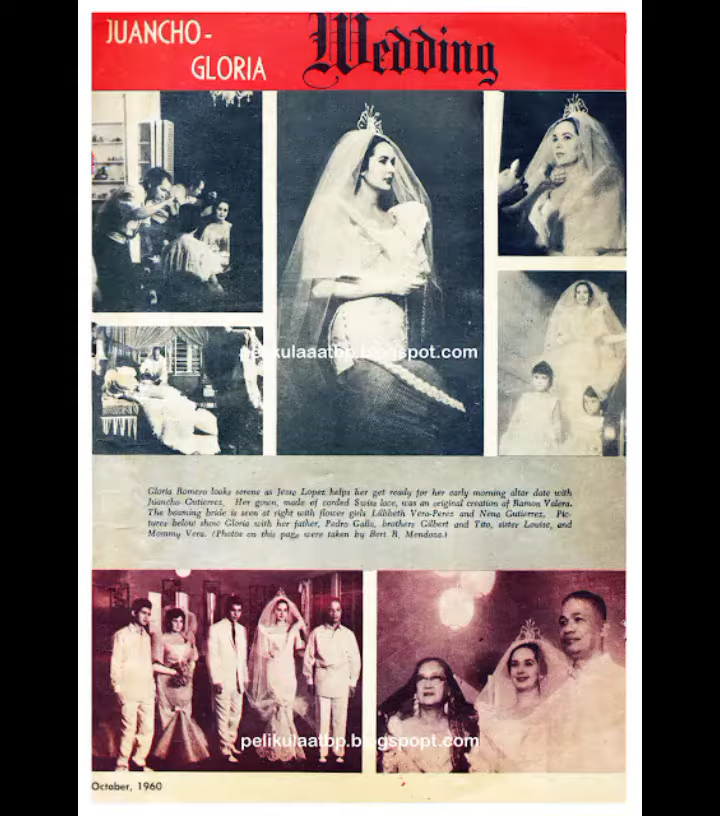 JUANCHO-
GLORIA
Wedding
pelikulaaatbp.blogspot.com
Gloria Romero looks serene as Jesse Lopez helps her get ready for her early morning altar date with
Juancho Gutierrez. Her gown, made of corded Swiss lace, was an original creation of Ramon Valera.
The beaming bride is seen at right with flower girls Lillibeth Vera-Perez and Nena Gutierrez. Pic-
tures below show Gloria with her father, Pedro Galla, brothers Gilbert and Tito, sister Louise, and
Mommy Vera. (Photos on this page were taken by Bert R. Mendoza.)
pelikulaatbp.blogspopt.com
October, 1960